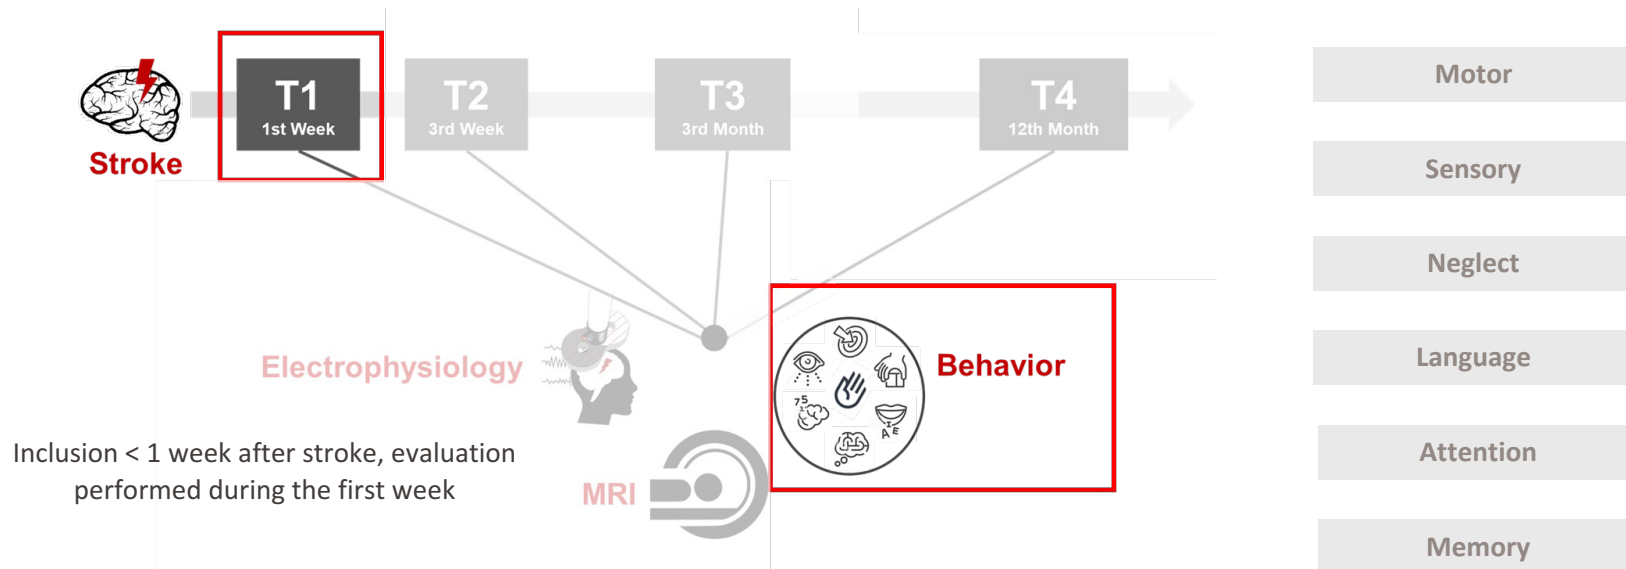 T1
1st Week
T2
3rd Week
T3
3rd Month
T4
12th Month
Stroke
Electrophysiology
Behavior
75
A E
MRI
Inclusion < 1 week after stroke, evaluation
performed during the first week
Motor
Sensory
Neglect
Language
Attention
Memory